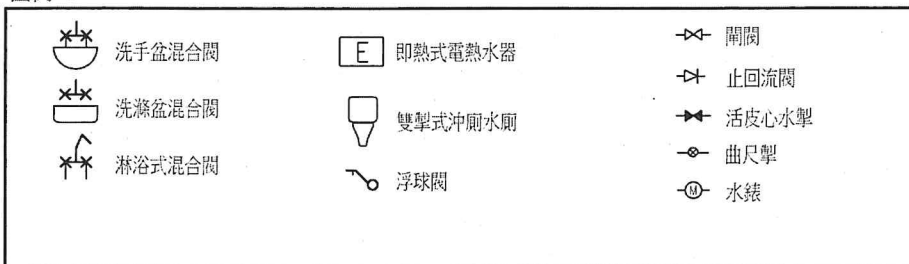 洗手盆混合閥
洗滌盆混合閥
淋浴式混合閥
E 即熱式電熱水器
雙掣式沖廁水廁
浮球閥
閘閥
止回流閥
活皮心水掣
曲尺掣
M 水錶